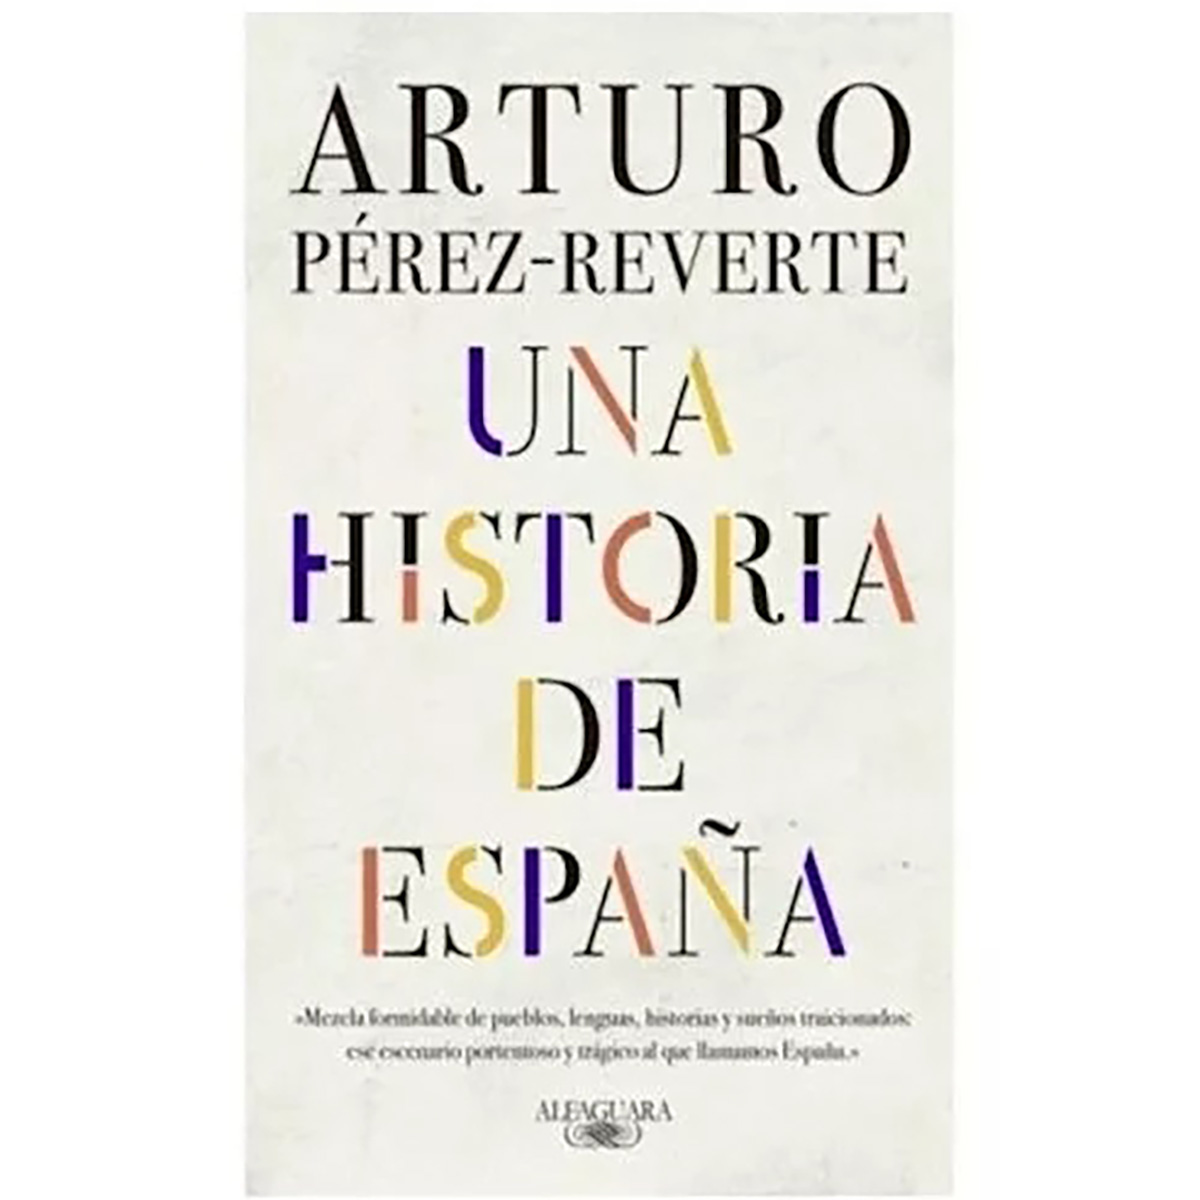 ARTURO
PÉREZ-REVERTE
UNA
HISTORIA
DE
ESPAÑA
«Mezcla formidable de pueblos, lenguas, historias y sueños traicionados:
ese escenario portentoso y trágico al que llamamos España.»
ALFAGUARA